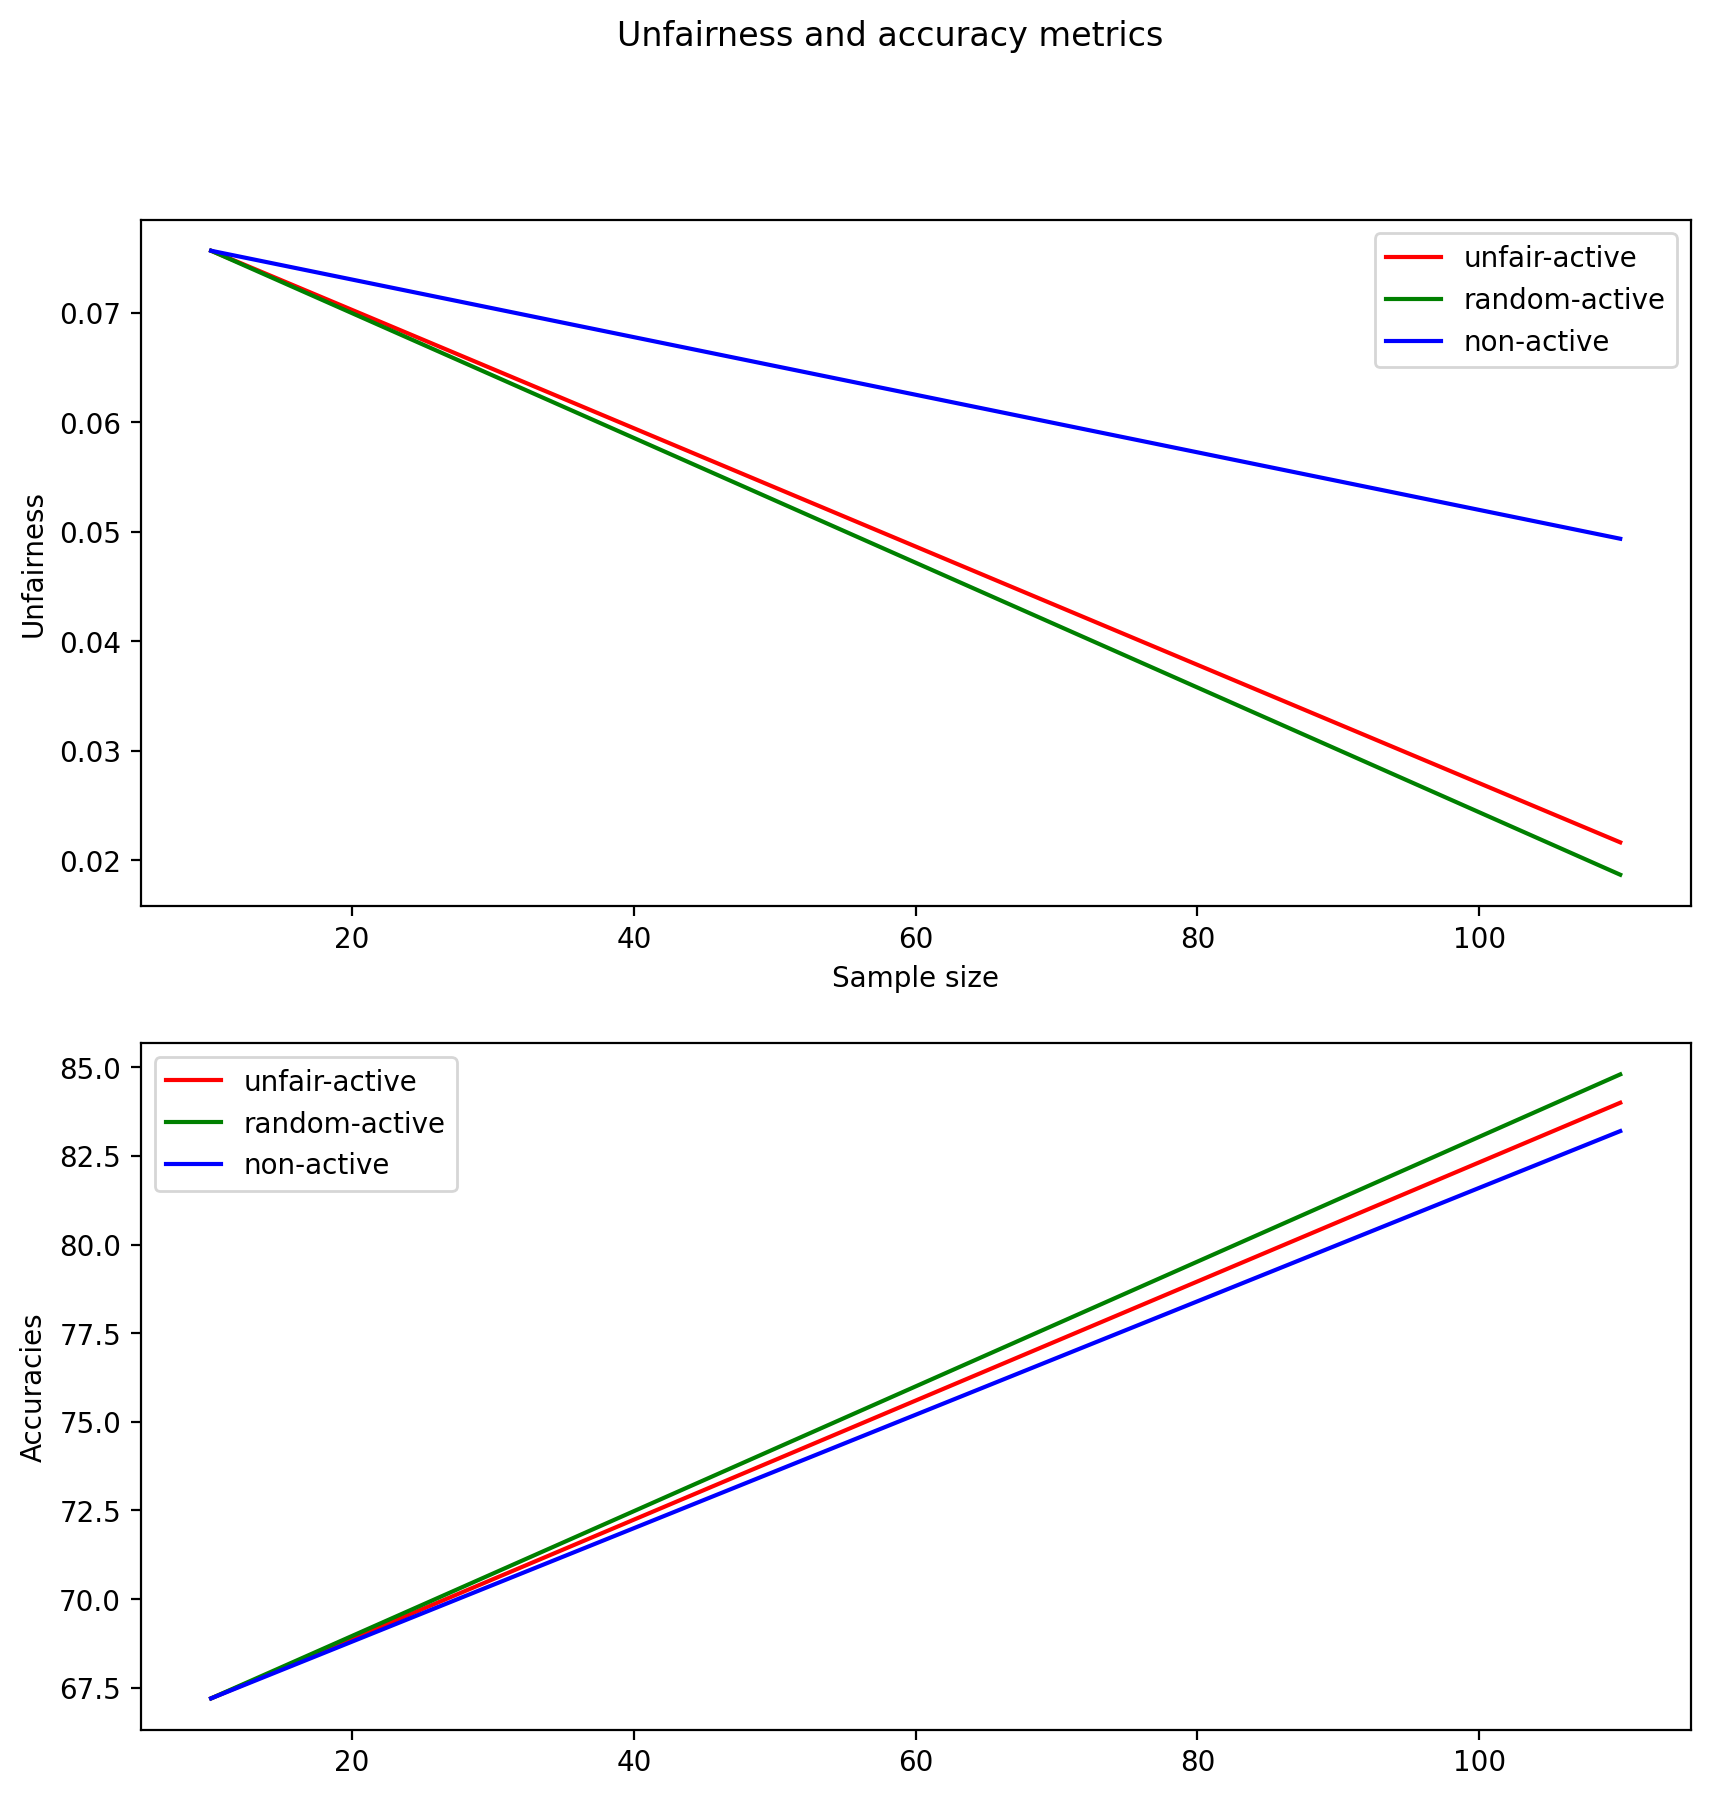 Unfairness and accuracy metrics
unfair-active
random-active
non-active
0.07
0.06
0.05
0.04
0.03
0.02
Unfairness
20 40 60 80 100
Sample size
unfair-active
random-active
non-active
85.0
82.5
80.0
77.5
75.0
72.5
70.0
67.5
Accuracies
20 40 60 80 100